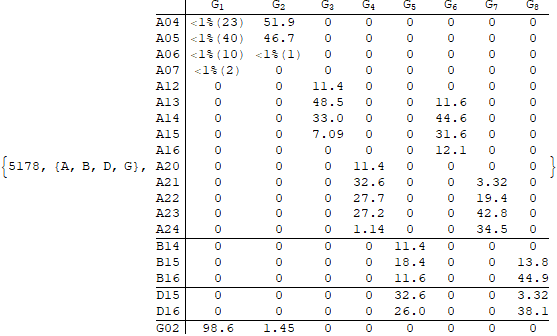 G₁ G₂ G₃ G₄ G₅ G₆ G₇ G₈
A04 <1%(23) 51.9 0 0 0 0 0 0
A05 <1%(40) 46.7 0 0 0 0 0 0
A06 <1%(10) <1%(1) 0 0 0 0 0 0
A07 <1%(2) 0 0 0 0 0 0 0
A12 0 0 11.4 0 0 0 0 0
A13 0 0 48.5 0 0 11.6 0 0
A14 0 0 33.0 0 0 44.6 0 0
A15 0 0 7.09 0 0 31.6 0 0
A16 0 0 0 0 0 12.1 0 0
{5178, {A, B, D, G}, A20 0 0 0 11.4 0 0 0 0 }
A21 0 0 0 32.6 0 0 3.32 0
A22 0 0 0 27.7 0 0 19.4 0
A23 0 0 0 27.2 0 0 42.8 0
A24 0 0 0 1.14 0 0 34.5 0
B14 0 0 0 0 11.4 0 0 0
B15 0 0 0 0 18.4 0 0 13.8
B16 0 0 0 0 11.6 0 0 44.9
D15 0 0 0 0 32.6 0 0 3.32
D16 0 0 0 0 26.0 0 0 38.1
G02 98.6 1.45 0 0 0 0 0 0